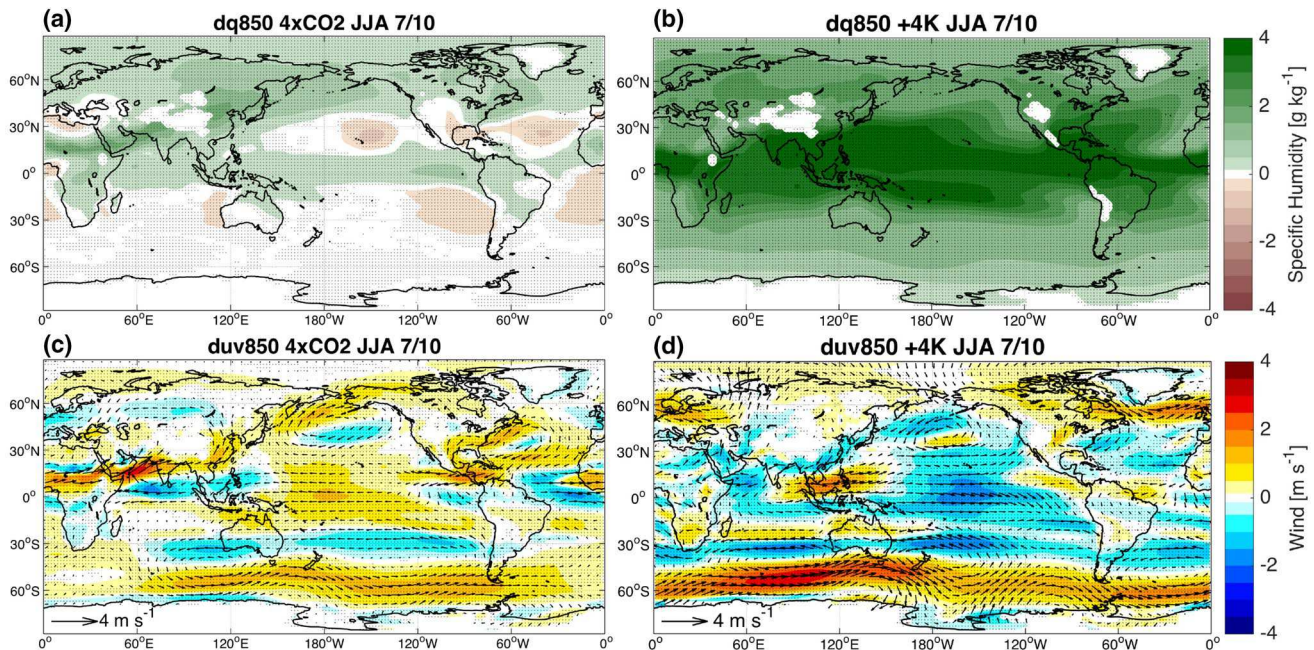 (a) dq850 4xCO2 JJA 7/10
60°N
30°N
0°
30°S
60°S
0° 60°E 120°E 180°W 120°W 60°W 0°
(b) dq850 +4K JJA 7/10
60°N
30°N
0°
30°S
60°S
0° 60°E 120°E 180°W 120°W 60°W 0°
4
2
0
-2
-4
Specific Humidity [g kg⁻¹]
(c) duv850 4xCO2 JJA 7/10
60°N
30°N
0°
30°S
60°S
4 m s⁻¹
0° 60°E 120°E 180°W 120°W 60°W 0°
(d) duv850 +4K JJA 7/10
60°N
30°N
0°
30°S
60°S
4 m s⁻¹
0° 60°E 120°E 180°W 120°W 60°W 0°
4
2
0
-2
-4
Wind [m s⁻¹]